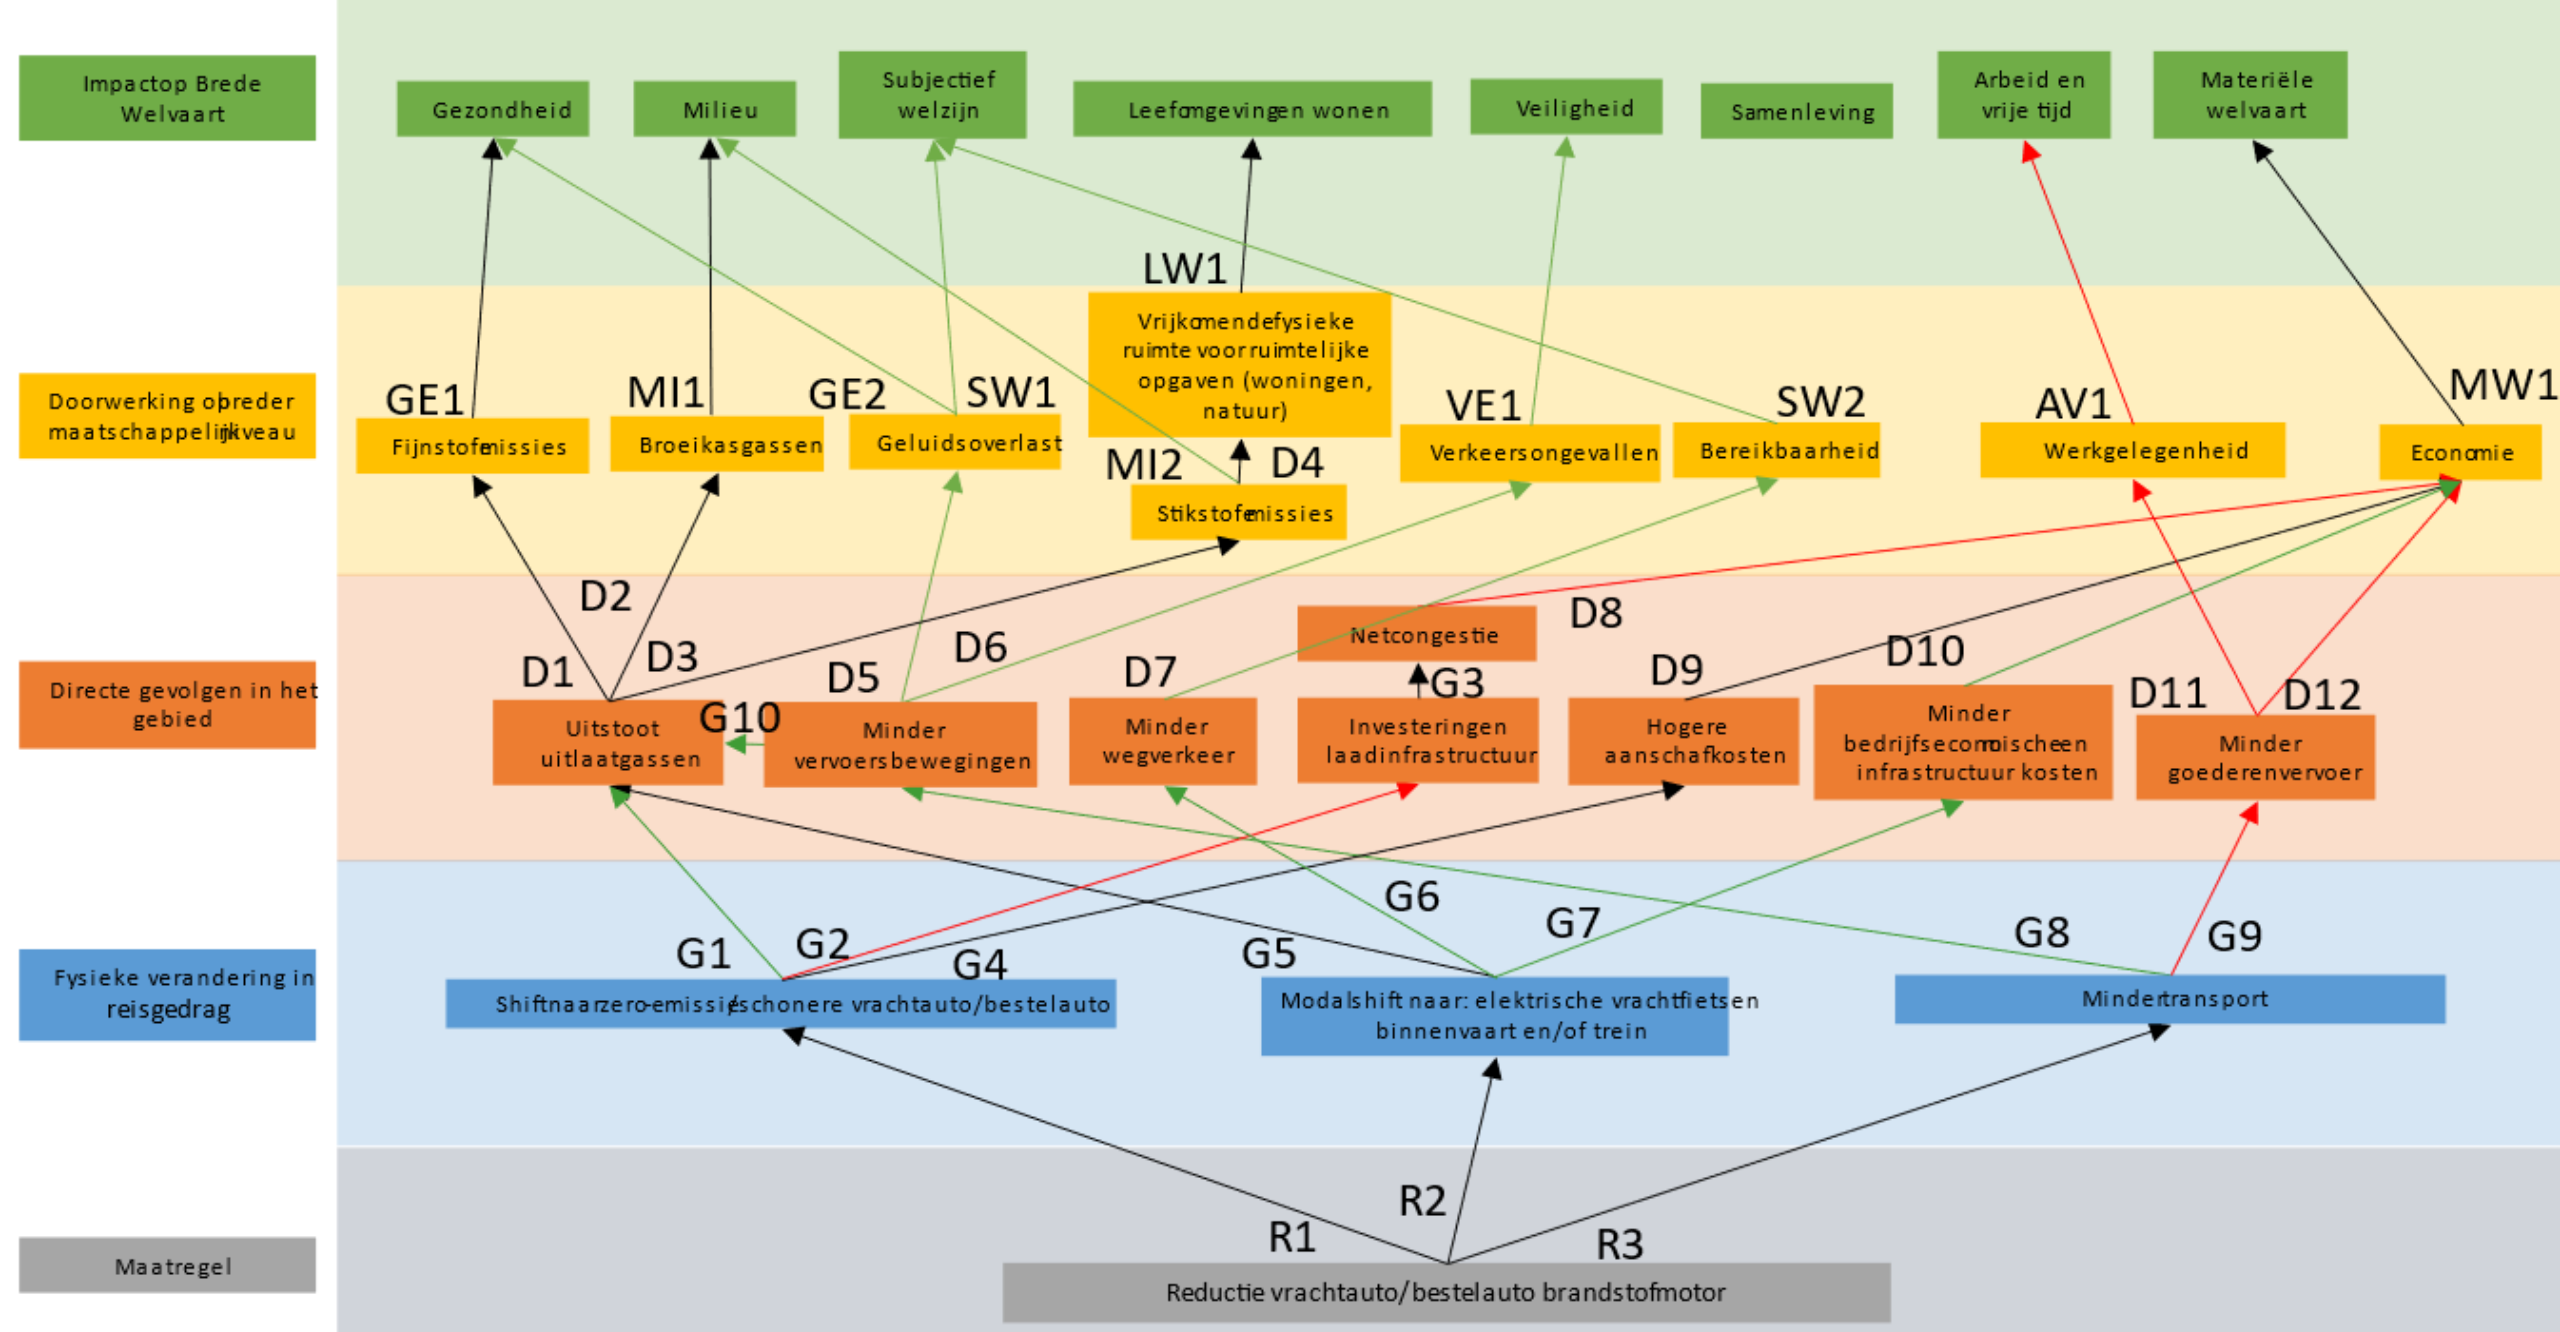 Impactop Brede
Welvaart
Gezondheid
Milieu
Subjectief
welzijn
Leefomgevingen wonen
Veiligheid
Samenleving
Arbeid en
vrije tijd
Materiële
welvaart
LW1
Doorwerking opbreder
maatschappelijkniveau
GE1
MI1
GE2
SW1
VE1
SW2
AV1
MW1
Fijnstofemissies
Broeikasgassen
Geluidsoverlast
Vrijkomendefysieke
ruimte voor ruimtelijke
opgaven (woningen,
natuur)
MI2
D4
Stikstofemissies
Verkeersongevallen
Bereikbaarheid
Werkgelegenheid
Economie
Directe gevolgen in het
gebied
D2
D1
D3
D5
D6
D7
D8
D9
D10
D11
D12
Netcongestie
G3
G10
Uitstoot
uitlaatgassen
Minder
vervoersbewegingen
Minder
wegverkeer
Investeringen
laadinfrastructuur
Hogere
aanschafkosten
Minder
bedrijfseconomischeen
infrastructuur kosten
Minder
goederenvervoer
Fysieke verandering in
reisgedrag
G1
G2
G4
G5
G6
G7
G8
G9
Shiftnaarzero-emissie/schonere vrachtauto/bestelauto
Modalshift naar: elektrische vrachtfietsen
binnenvaart en/of trein
Mindertransport
Maatregel
R1
R2
R3
Reductie vrachtauto/bestelauto brandstofmotor